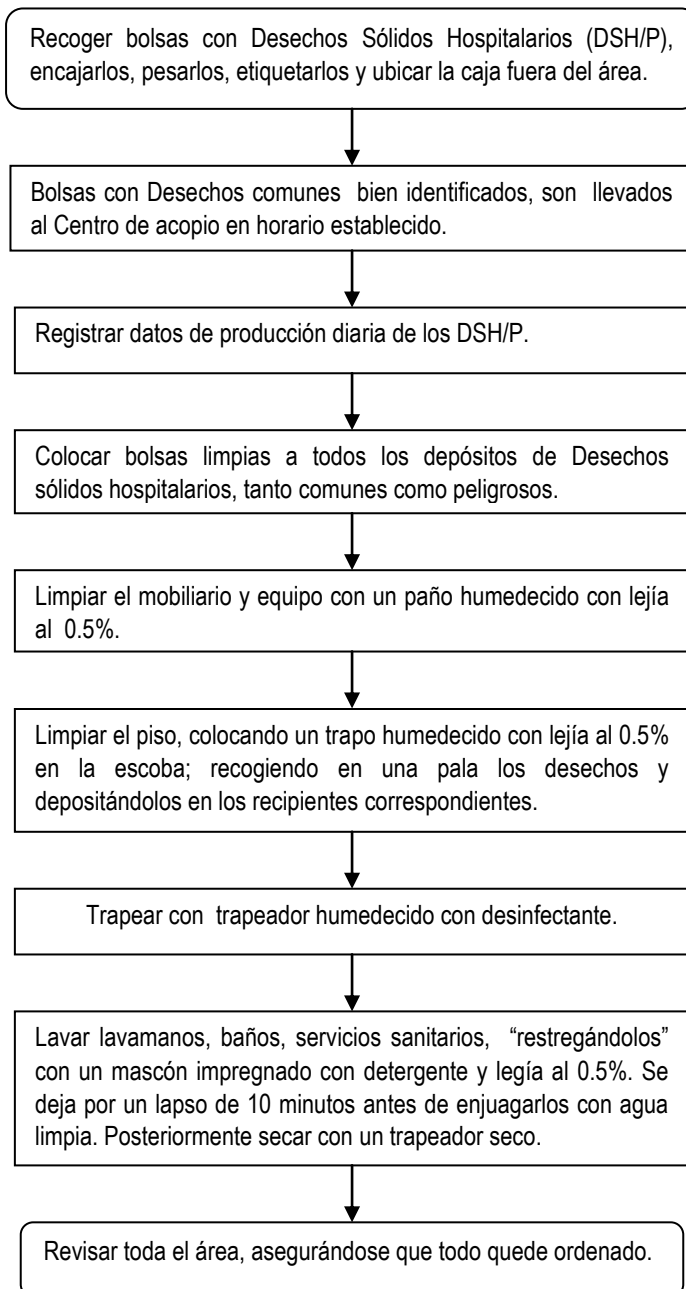 Recoger bolsas con Desechos Sólidos Hospitalarios (DSH/P),
encajarlos, pesarlos, etiquetarlos y ubicar la caja fuera del área.
Bolsas con Desechos comunes bien identificados, son llevados
al Centro de acopio en horario establecido.
Registrar datos de producción diaria de los DSH/P.
Colocar bolsas limpias a todos los depósitos de Desechos
sólidos hospitalarios, tanto comunes como peligrosos.
Limpiar el mobiliario y equipo con un paño humedecido con lejía
al 0.5%.
Limpiar el piso, colocando un trapo humedecido con lejía al 0.5%
en la escoba; recogiendo en una pala los desechos y
depositándolos en los recipientes correspondientes.
Trapear con trapeador humedecido con desinfectante.
Lavar lavamanos, baños, servicios sanitarios, “restregándolos”
con un mascón impregnado con detergente y legía al 0.5%. Se
deja por un lapso de 10 minutos antes de enjuagarlos con agua
limpia. Posteriormente secar con un trapeador seco.
Revisar toda el área, asegurándose que todo quede ordenado.